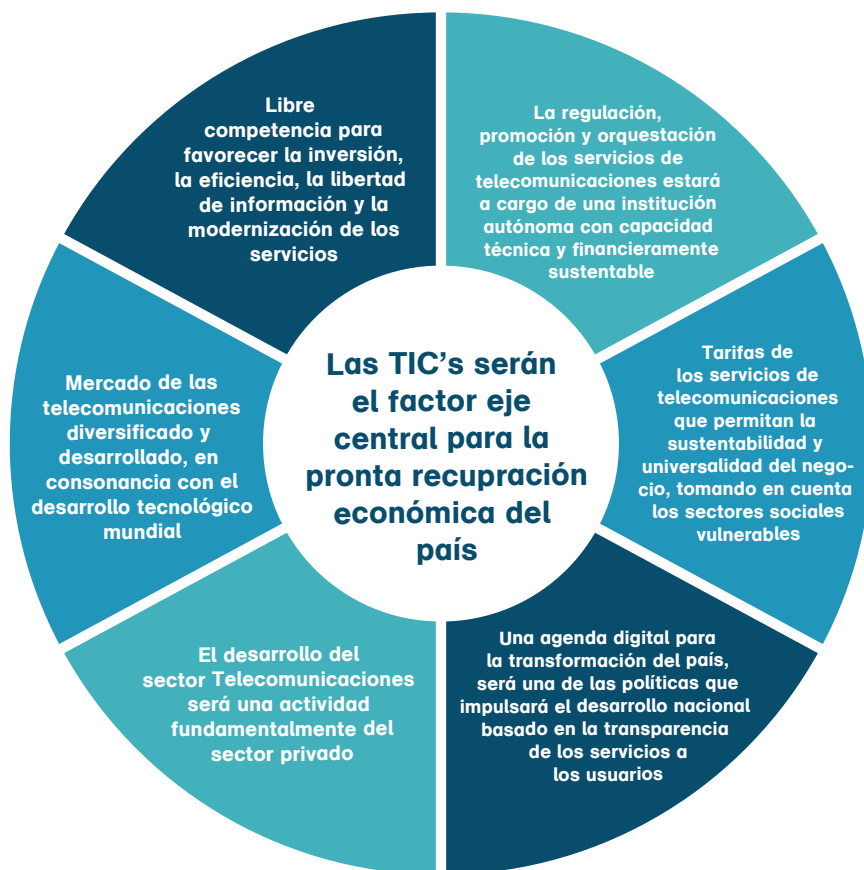 Libre
competencia para
favorecer la inversión,
la eficiencia, la libertad
de información y la
modernización de los
servicios
La regulación,
promoción y orquestación
de los servicios de
telecomunicaciones estará
a cargo de una institución
autónoma con capacidad
técnica y financieramente
sustentable
Tarifas de
los servicios de
telecomunicaciones
que permitan la
sustentabilidad y
universalidad del nego-
cio, tomando en cuenta
los sectores sociales
vulnerables
Una agenda digital para
la transformación del país,
será una de las políticas que
impulsará el desarrollo nacional
basado en la transparencia
de los servicios a
los usuarios
El desarrollo del
sector Telecomunicaciones
será una actividad
fundamentalmente del
sector privado
Mercado de las
telecomunicaciones
diversificado y
desarrollado, en
consonancia con el
desarrollo tecnológico
mundial
Las TIC's serán
el factor eje
central para la
pronta recupración
económica del
país